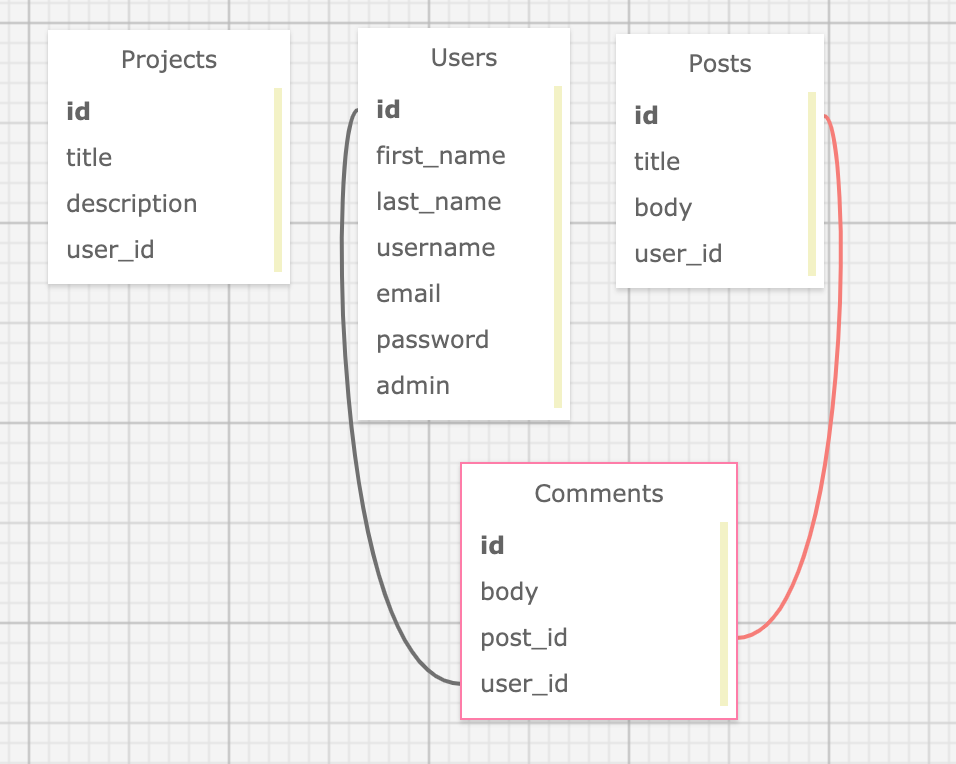 Projects
id
title
description
user_id
Users
id
first_name
last_name
username
email
password
admin
Posts
id
title
body
user_id
Comments
id
body
post_id
user_id